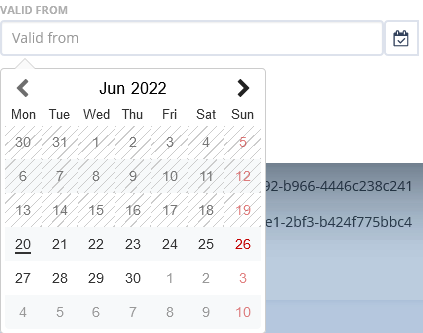 VALID FROM
Valid from
Jun 2022
Mon Tue Wed Thu Fri Sat Sun
30 31 1 2 3 4 5
6 7 8 9 10 11 12
92-b966-4446c238c241
13 14 15 16 17 18 19
e1-2bf3-b424f775bbc4
20 21 22 23 24 25 26
27 28 29 30 1 2 3
4 5 6 7 8 9 10